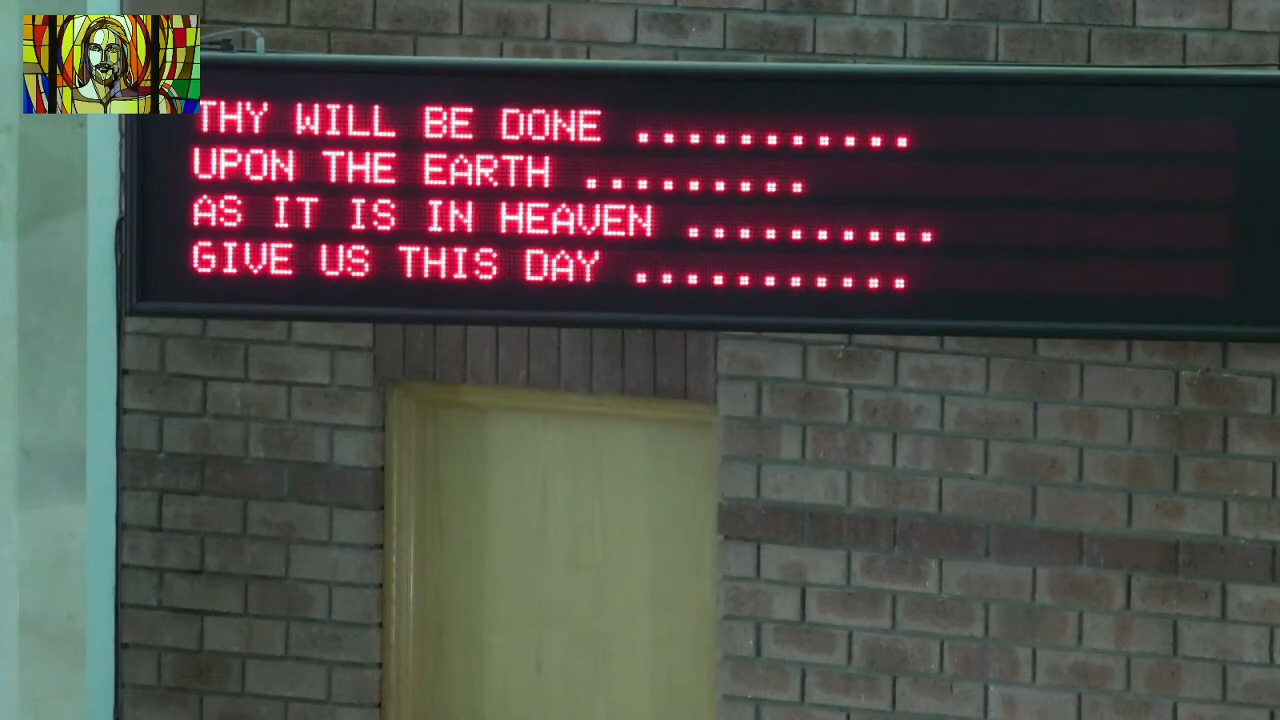 THY WILL BE DONE ...........
UPON THE EARTH .........
AS IT IS IN HEAVEN ..........
GIVE US THIS DAY ...........